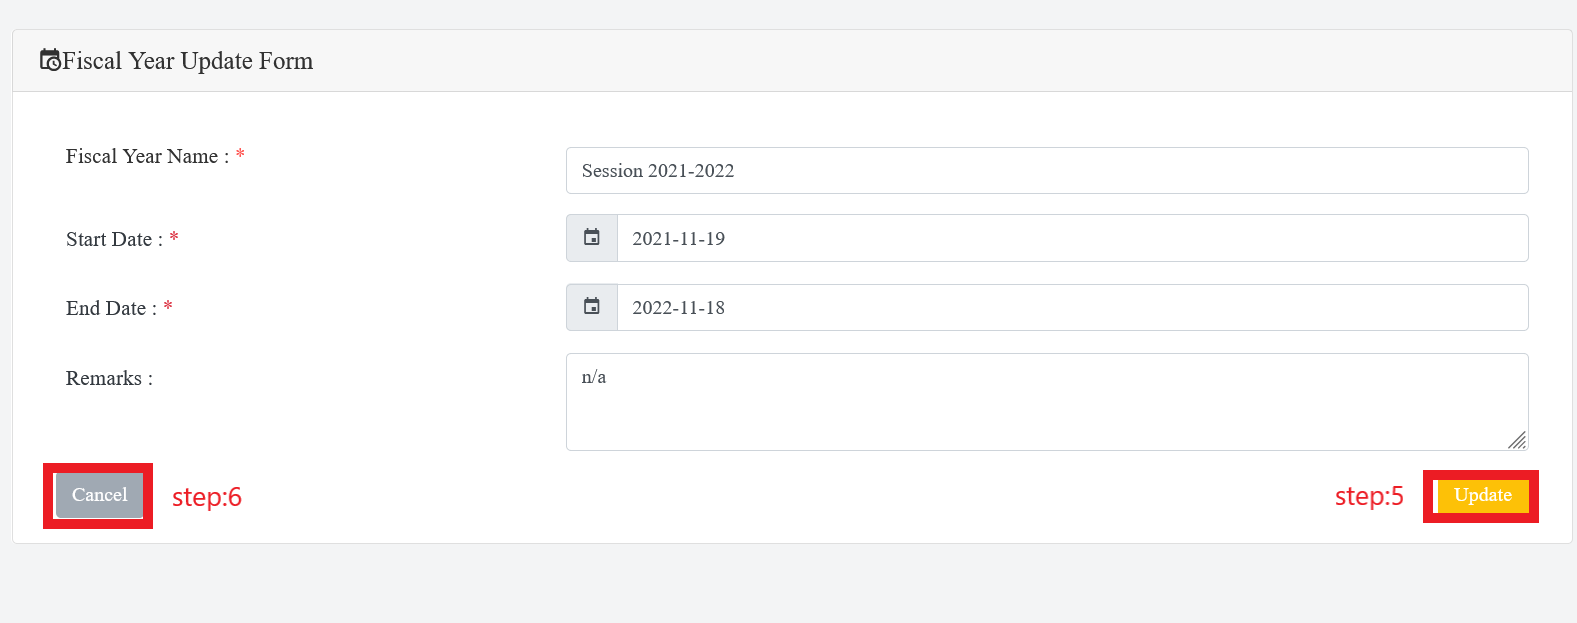 Fiscal Year Update Form
Fiscal Year Name : *
Session 2021-2022
Start Date : *
2021-11-19
End Date : *
2022-11-18
Remarks :
n/a
Cancel
step:6
step:5
Update